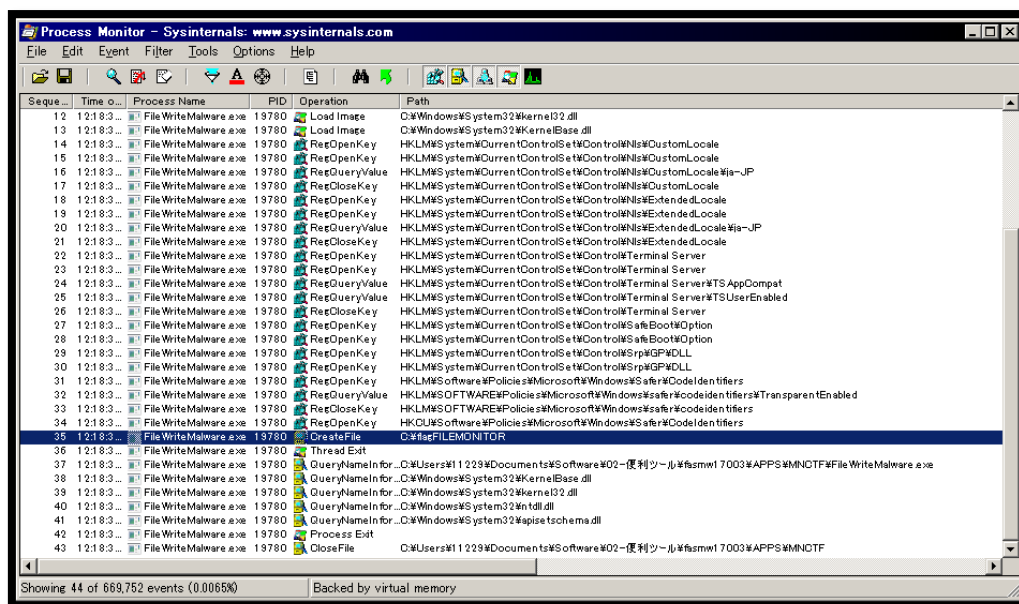 Process Monitor - Sysinternals: www.sysinternals.com
File Edit Event Filter Tools Options Help
Seque... Time o... Process Name PID Operation Path
12 12:18:3... FileWriteMalware.exe 19780 Load Image C:¥Windows¥System32¥kernel32.dll
13 12:18:3... FileWriteMalware.exe 19780 Load Image C:¥Windows¥System32¥KernelBase.dll
14 12:18:3... FileWriteMalware.exe 19780 RegOpenKey HKLM¥System¥CurrentControlSet¥Control¥Nls¥CustomLocale
15 12:18:3... FileWriteMalware.exe 19780 RegOpenKey HKLM¥System¥CurrentControlSet¥Control¥Nls¥CustomLocale
16 12:18:3... FileWriteMalware.exe 19780 RegQueryValue HKLM¥System¥CurrentControlSet¥Control¥Nls¥CustomLocale¥ja-JP
17 12:18:3... FileWriteMalware.exe 19780 RegCloseKey HKLM¥System¥CurrentControlSet¥Control¥Nls¥CustomLocale
18 12:18:3... FileWriteMalware.exe 19780 RegOpenKey HKLM¥System¥CurrentControlSet¥Control¥Nls¥ExtendedLocale
19 12:18:3... FileWriteMalware.exe 19780 RegOpenKey HKLM¥System¥CurrentControlSet¥Control¥Nls¥ExtendedLocale
20 12:18:3... FileWriteMalware.exe 19780 RegQueryValue HKLM¥System¥CurrentControlSet¥Control¥Nls¥ExtendedLocale¥ja-JP
21 12:18:3... FileWriteMalware.exe 19780 RegCloseKey HKLM¥System¥CurrentControlSet¥Control¥Nls¥ExtendedLocale
22 12:18:3... FileWriteMalware.exe 19780 RegOpenKey HKLM¥System¥CurrentControlSet¥Control¥Terminal Server
23 12:18:3... FileWriteMalware.exe 19780 RegOpenKey HKLM¥System¥CurrentControlSet¥Control¥Terminal Server
24 12:18:3... FileWriteMalware.exe 19780 RegQueryValue HKLM¥System¥CurrentControlSet¥Control¥Terminal Server¥TSAppCompat
25 12:18:3... FileWriteMalware.exe 19780 RegQueryValue HKLM¥System¥CurrentControlSet¥Control¥Terminal Server¥TSUserEnabled
26 12:18:3... FileWriteMalware.exe 19780 RegCloseKey HKLM¥System¥CurrentControlSet¥Control¥Terminal Server
27 12:18:3... FileWriteMalware.exe 19780 RegOpenKey HKLM¥System¥CurrentControlSet¥Control¥SafeBoot¥Option
28 12:18:3... FileWriteMalware.exe 19780 RegOpenKey HKLM¥System¥CurrentControlSet¥Control¥SafeBoot¥Option
29 12:18:3... FileWriteMalware.exe 19780 RegOpenKey HKLM¥System¥CurrentControlSet¥Control¥Srp¥GP¥DLL
30 12:18:3... FileWriteMalware.exe 19780 RegOpenKey HKLM¥System¥CurrentControlSet¥Control¥Srp¥GP¥DLL
31 12:18:3... FileWriteMalware.exe 19780 RegOpenKey HKLM¥Software¥Policies¥Microsoft¥Windows¥Safer¥CodeIdentifiers
32 12:18:3... FileWriteMalware.exe 19780 RegQueryValue HKLM¥SOFTWARE¥Policies¥Microsoft¥Windows¥safer¥codeidentifiers¥TransparentEnabled
33 12:18:3... FileWriteMalware.exe 19780 RegCloseKey HKLM¥SOFTWARE¥Policies¥Microsoft¥Windows¥safer¥codeidentifiers
34 12:18:3... FileWriteMalware.exe 19780 RegOpenKey HKCU¥Software¥Policies¥Microsoft¥Windows¥Safer¥CodeIdentifiers
35 12:18:3... FileWriteMalware.exe 19780 CreateFile C:¥flagFILEMONITOR
36 12:18:3... FileWriteMalware.exe 19780 Thread Exit
37 12:18:3... FileWriteMalware.exe 19780 QueryNameInfor...C:¥Users¥11229¥Documents¥Software¥02-便利ツール¥fasmw17003¥APPS¥MNCTF¥FileWriteMalware.exe
38 12:18:3... FileWriteMalware.exe 19780 QueryNameInfor...C:¥Windows¥System32¥KernelBase.dll
39 12:18:3... FileWriteMalware.exe 19780 QueryNameInfor...C:¥Windows¥System32¥kernel32.dll
40 12:18:3... FileWriteMalware.exe 19780 QueryNameInfor...C:¥Windows¥System32¥ntdll.dll
41 12:18:3... FileWriteMalware.exe 19780 QueryNameInfor...C:¥Windows¥System32¥apisetschema.dll
42 12:18:3... FileWriteMalware.exe 19780 Process Exit
43 12:18:3... FileWriteMalware.exe 19780 CloseFile C:¥Users¥11229¥Documents¥Software¥02-便利ツール¥fasmw17003¥APPS¥MNCTF
Showing 44 of 669,752 events (0.0065%) Backed by virtual memory